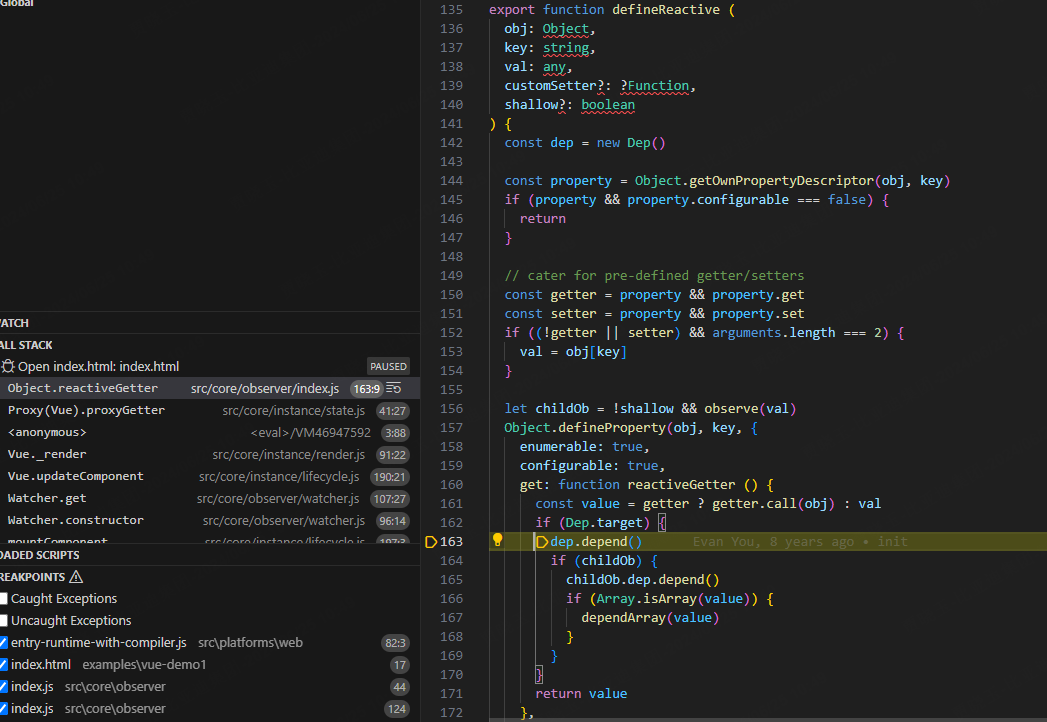 Global
ATCH
ALL STACK
Open index.html: index.html PAUSED
Object.reactiveGetter src/core/observer/index.js 163:9
Proxy(Vue).proxyGetter src/core/instance/state.js 41:27
<anonymous> <eval>/VM46947592 3:88
Vue._render src/core/instance/render.js 91:22
Vue.updateComponent src/core/instance/lifecycle.js 190:21
Watcher.get src/core/observer/watcher.js 107:27
Watcher.constructor src/core/observer/watcher.js 96:14
mountComponent src/core/instance/lifecycle.js 197:3
OADED SCRIPTS
REAKPOINTS
Caught Exceptions
Uncaught Exceptions
entry-runtime-with-compiler.js src\platforms\web 82:3
index.html examples\vue-demo1 17
index.js src\core\observer 44
index.js src\core\observer 124
135 export function defineReactive (
136 obj: Object,
137 key: string,
138 val: any,
139 customSetter?: ?Function,
140 shallow?: boolean
141 ) {
142 const dep = new Dep()
143
144 const property = Object.getOwnPropertyDescriptor(obj, key)
145 if (property && property.configurable === false) {
146 return
147 }
148
149 // cater for pre-defined getter/setters
150 const getter = property && property.get
151 const setter = property && property.set
152 if ((!getter || setter) && arguments.length === 2) {
153 val = obj[key]
154 }
155
156 let childOb = !shallow && observe(val)
157 Object.defineProperty(obj, key, {
158 enumerable: true,
159 configurable: true,
160 get: function reactiveGetter () {
161 const value = getter ? getter.call(obj) : val
162 if (Dep.target) {
163 dep.depend() Evan You, 8 years ago • init
164 if (childOb) {
165 childOb.dep.depend()
166 if (Array.isArray(value)) {
167 dependArray(value)
168 }
169 }
170 }
171 return value
172 },